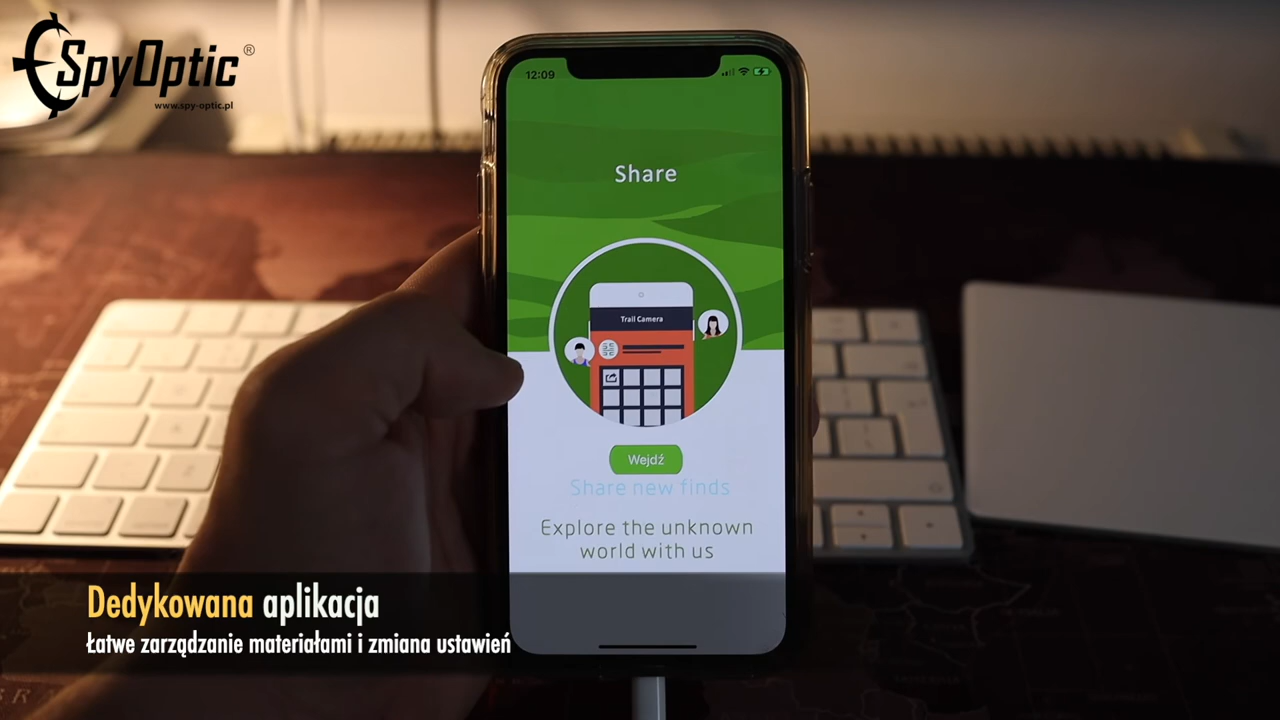 SpyOptic®
www.spy-optic.pl
12:09
Share
Trail Camera
Wejdź
Share new finds
Explore the unknown
world with us
Dedykowana aplikacja
Łatwe zarządzanie materiałami i zmiana ustawień